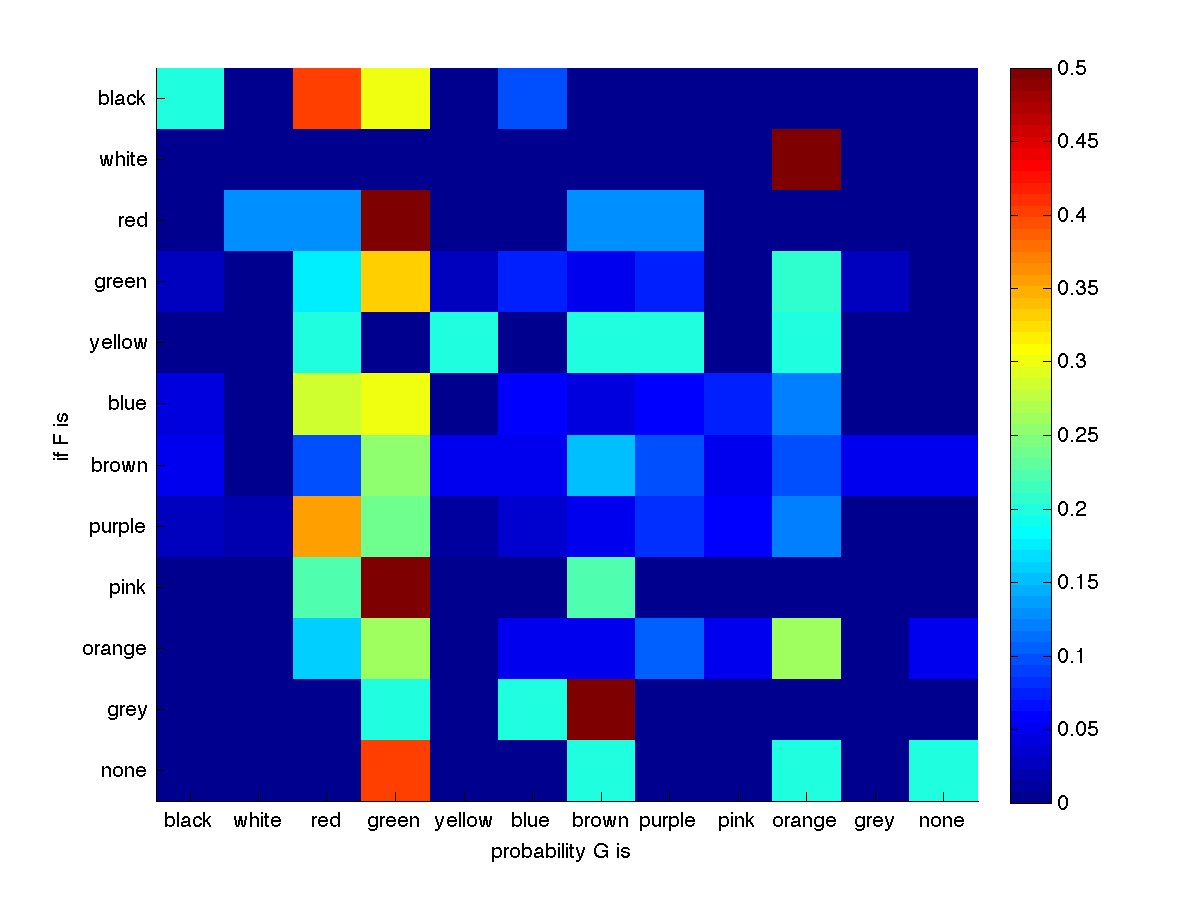 black
white
red
green
yellow
blue
brown
purple
pink
orange
grey
none
if F is
black white red green yellow blue brown purple pink orange grey none
probability G is
0.5
0.45
0.4
0.35
0.3
0.25
0.2
0.15
0.1
0.05
0